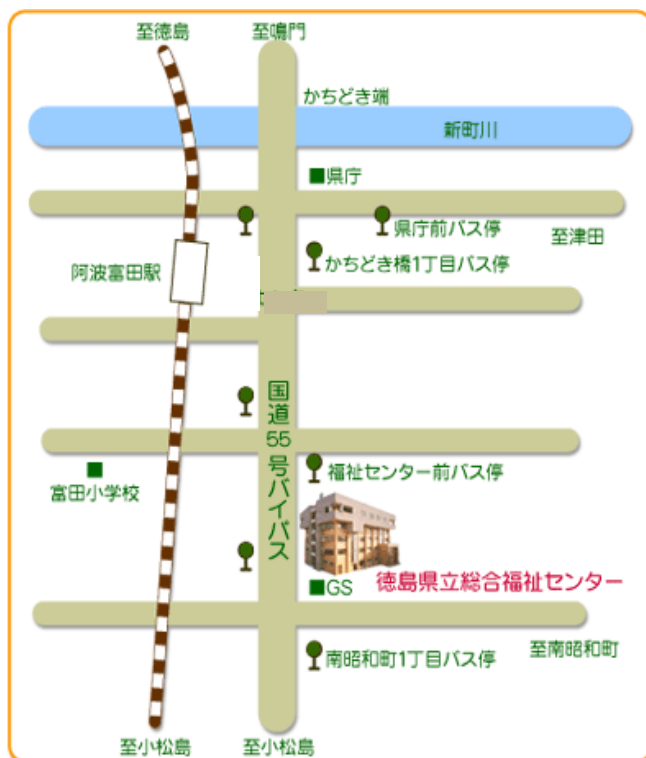 至徳島
至鳴門
かちどき端
新町川
県庁
県庁前バス停
至津田
かちどき橋1丁目バス停
阿波富田駅
国道55号バイパス
福祉センター前バス停
富田小学校
GS
徳島県立総合福祉センター
至南昭和町
南昭和町1丁目バス停
至小松島
至小松島